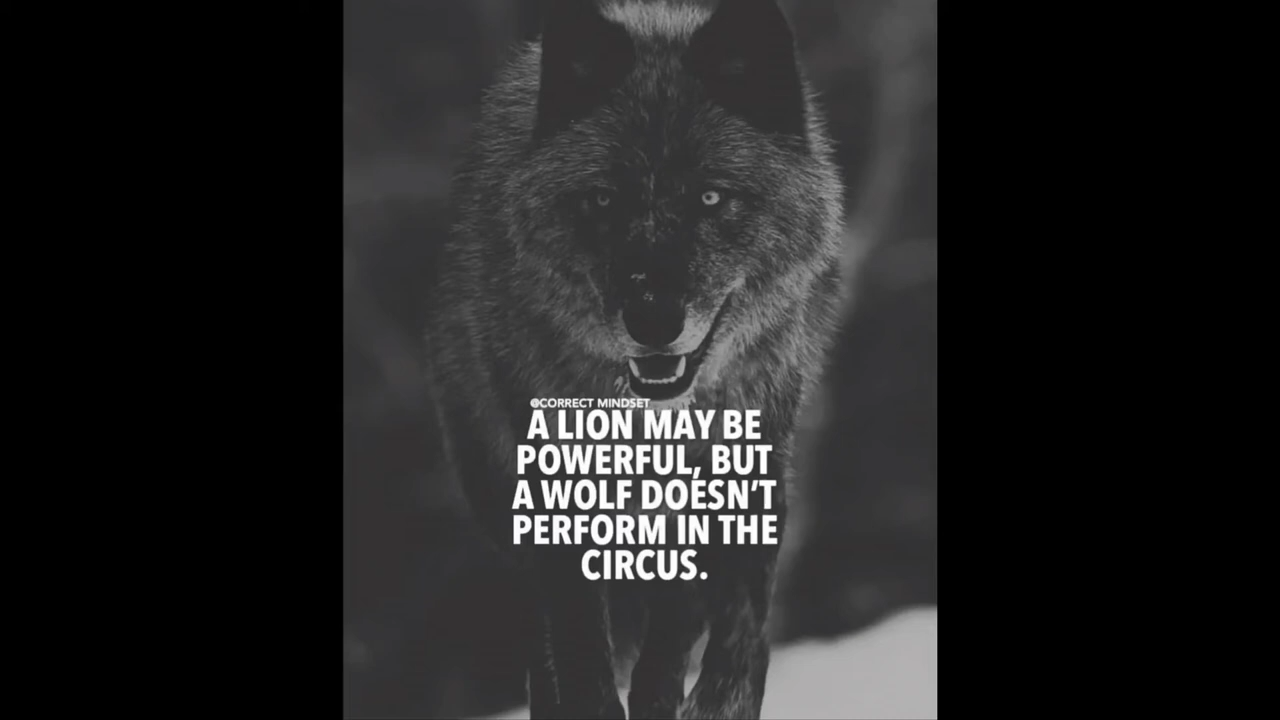 @CORRECT MINDSET
A LION MAY BE
POWERFUL, BUT
A WOLF DOESN'T
PERFORM IN THE
CIRCUS.